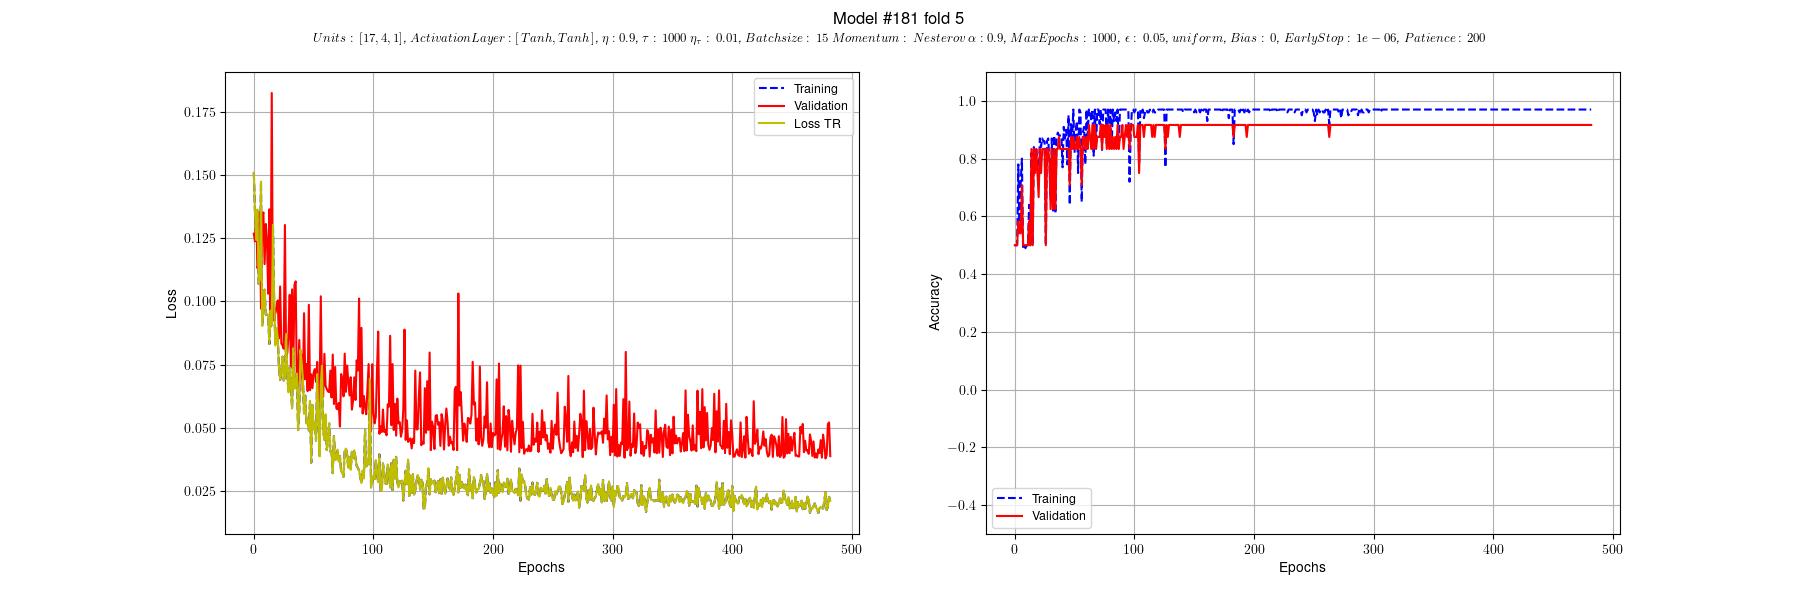 Model #181 fold 5
Units : [17, 4, 1], ActivationLayer : [Tanh, Tanh], η : 0.9, τ : 1000 η_τ : 0.01, Batchsize : 15 Momentum : Nesterov α : 0.9, MaxEpochs : 1000, ϵ : 0.05, uniform, Bias : 0, EarlyStop : 1e − 06, Patience : 200
Training
Validation
Loss TR
0.175
0.150
0.125
0.100
0.075
0.050
0.025
Loss
0 100 200 300 400 500
Epochs
1.0
0.8
0.6
0.4
0.2
0.0
−0.2
−0.4
Accuracy
Training
Validation
0 100 200 300 400 500
Epochs